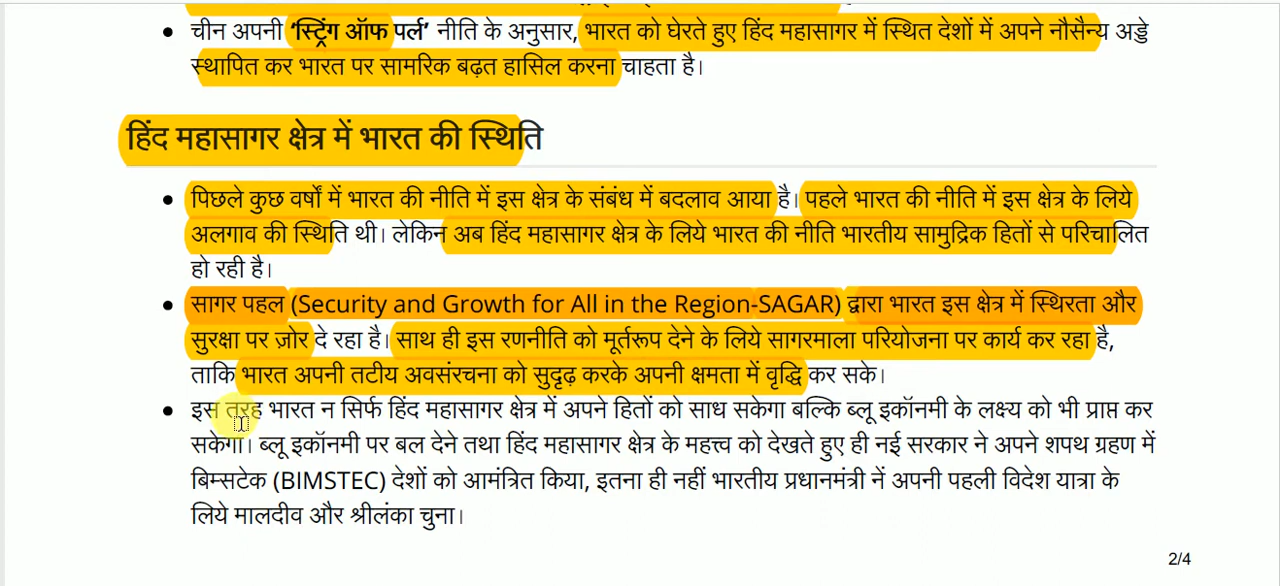 चीन अपनी ‘स्ट्रिंग ऑफ पर्ल’ नीति के अनुसार, भारत को घेरते हुए हिंद महासागर में स्थित देशों में अपने नौसैन्य अड्डे
स्थापित कर भारत पर सामरिक बढ़त हासिल करना चाहता है।
हिंद महासागर क्षेत्र में भारत की स्थिति
पिछले कुछ वर्षों में भारत की नीति में इस क्षेत्र के संबंध में बदलाव आया है। पहले भारत की नीति में इस क्षेत्र के लिये
अलगाव की स्थिति थी। लेकिन अब हिंद महासागर क्षेत्र के लिये भारत की नीति भारतीय सामुद्रिक हितों से परिचालित
हो रही है।
सागर पहल (Security and Growth for All in the Region-SAGAR) द्वारा भारत इस क्षेत्र में स्थिरता और
सुरक्षा पर ज़ोर दे रहा है। साथ ही इस रणनीति को मूर्तरूप देने के लिये सागरमाला परियोजना पर कार्य कर रहा है,
ताकि भारत अपनी तटीय अवसंरचना को सुदृढ़ करके अपनी क्षमता में वृद्धि कर सके।
इस तरह भारत न सिर्फ हिंद महासागर क्षेत्र में अपने हितों को साध सकेगा बल्कि ब्लू इकॉनमी के लक्ष्य को भी प्राप्त कर
सकेगा। ब्लू इकॉनमी पर बल देने तथा हिंद महासागर क्षेत्र के महत्त्व को देखते हुए ही नई सरकार ने अपने शपथ ग्रहण में
बिम्सटेक (BIMSTEC) देशों को आमंत्रित किया, इतना ही नहीं भारतीय प्रधानमंत्री नें अपनी पहली विदेश यात्रा के
लिये मालदीव और श्रीलंका चुना।
2/4